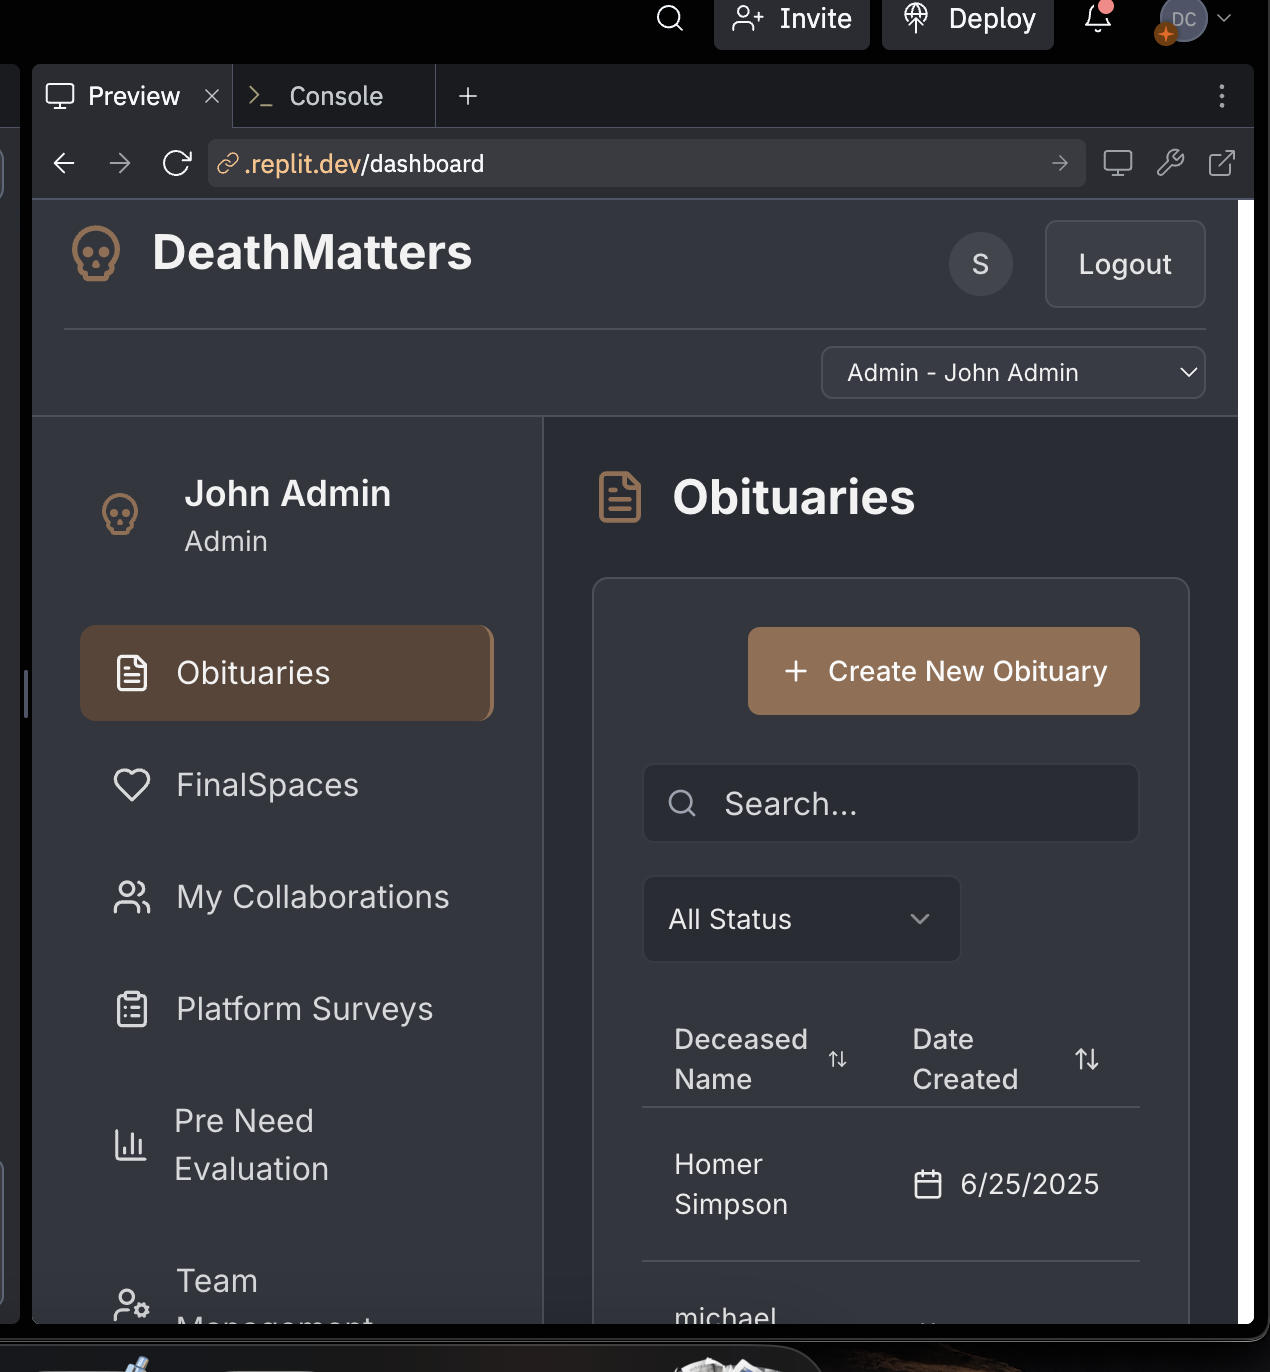 Invite
Deploy
DC
Preview
Console
.replit.dev/dashboard
DeathMatters
S
Logout
Admin - John Admin
John Admin
Admin
Obituaries
FinalSpaces
My Collaborations
Platform Surveys
Pre Need
Evaluation
Team
Management
Obituaries
Create New Obituary
Search...
All Status
Deceased
Name
Date
Created
Homer
Simpson
6/25/2025
michael